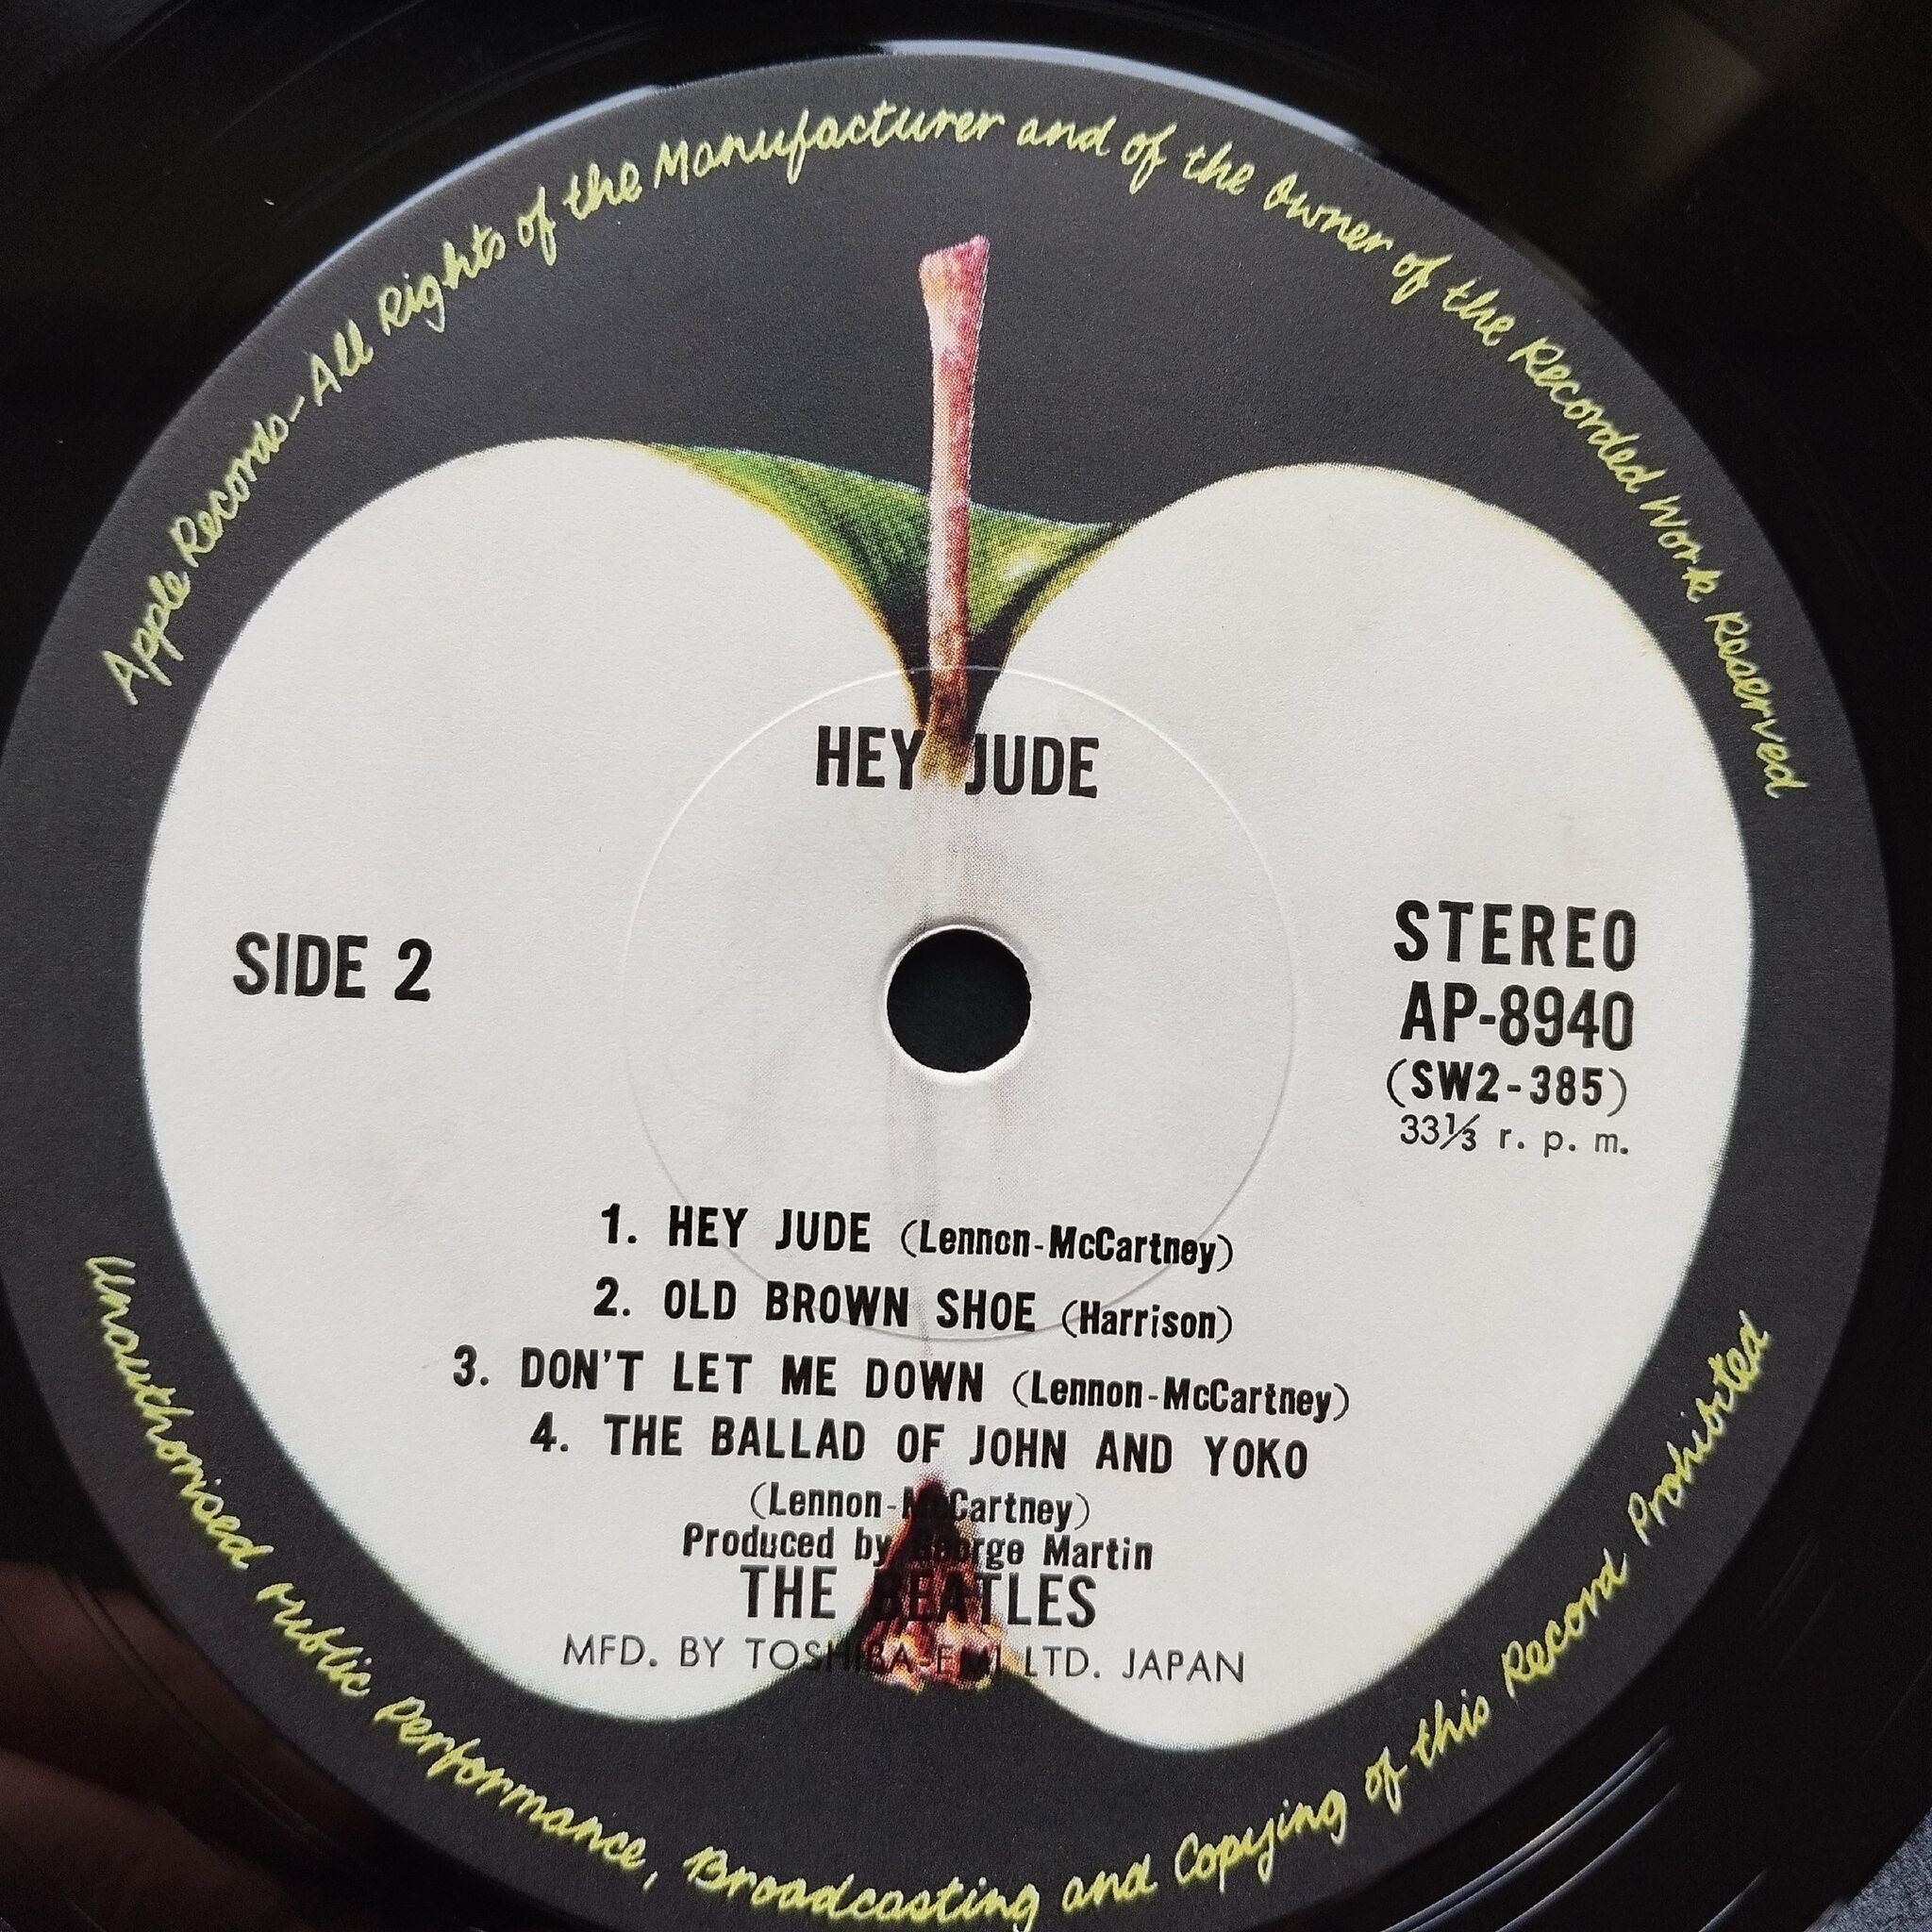 Apple Records - All Rights of the Manufacturer and of the Owner of the Recorded Work Reserved
HEY JUDE
SIDE 2
STEREO
AP-8940
(SW2-385)
33⅓ r. p. m.
1. HEY JUDE (Lennon-McCartney)
2. OLD BROWN SHOE (Harrison)
3. DON'T LET ME DOWN (Lennon-McCartney)
4. THE BALLAD OF JOHN AND YOKO
(Lennon-McCartney)
Produced by George Martin
THE BEATLES
MFD. BY TOSHIBA-EMI LTD. JAPAN
Unauthorised Public Performance, Broadcasting and Copying of this Record Prohibited